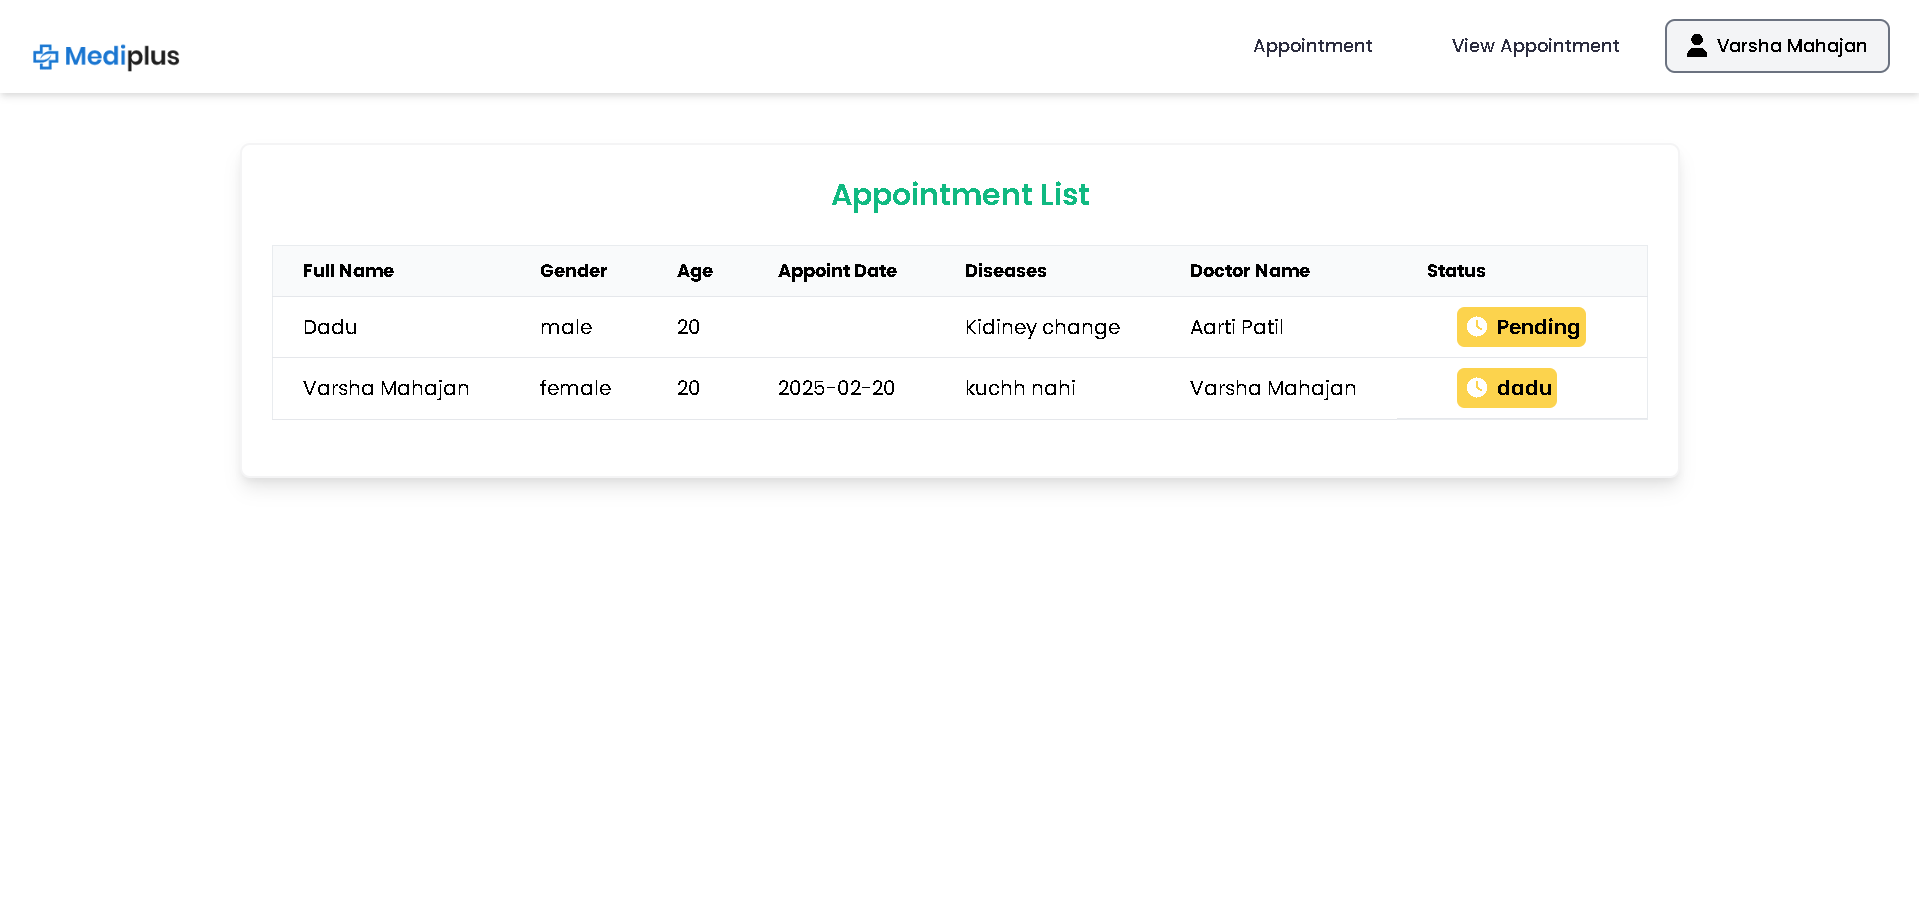 Mediplus
Appointment View Appointment Varsha Mahajan
Appointment List
Full Name Gender Age Appoint Date Diseases Doctor Name Status
Dadu male 20 Kidiney change Aarti Patil Pending
Varsha Mahajan female 20 2025-02-20 kuchh nahi Varsha Mahajan dadu